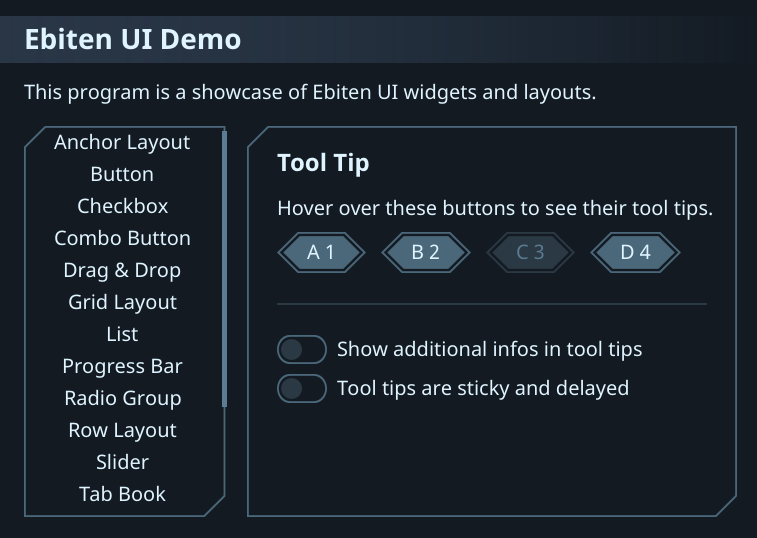 Ebiten UI Demo
This program is a showcase of Ebiten UI widgets and layouts.
Anchor Layout
Button
Checkbox
Combo Button
Drag & Drop
Grid Layout
List
Progress Bar
Radio Group
Row Layout
Slider
Tab Book
Tool Tip
Hover over these buttons to see their tool tips.
A 1 B 2 C 3 D 4
Show additional infos in tool tips
Tool tips are sticky and delayed